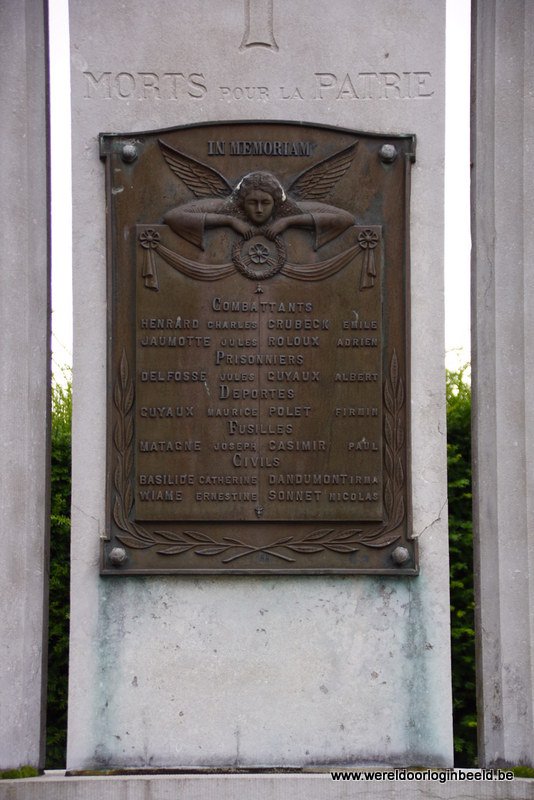 MORTS POUR LA PATRIE
IN MEMORIAM
COMBATTANTS
HENRARD CHARLES CRUBECK EMILE
JAUMOTTE JULES ROLOUX ADRIEN
PRISONNIERS
DELFOSSE JULES GUYAUX ALBERT
DEPORTES
GUYAUX MAURICE POLET FIRMIN
FUSILLES
MATAGNE JOSEPH CASIMIR PAUL
CIVILS
BASILIDE CATHERINE DANDUMONT IRMA
WIAME ERNESTINE SONNET NICOLAS
www.wereldoorloginbeeld.be